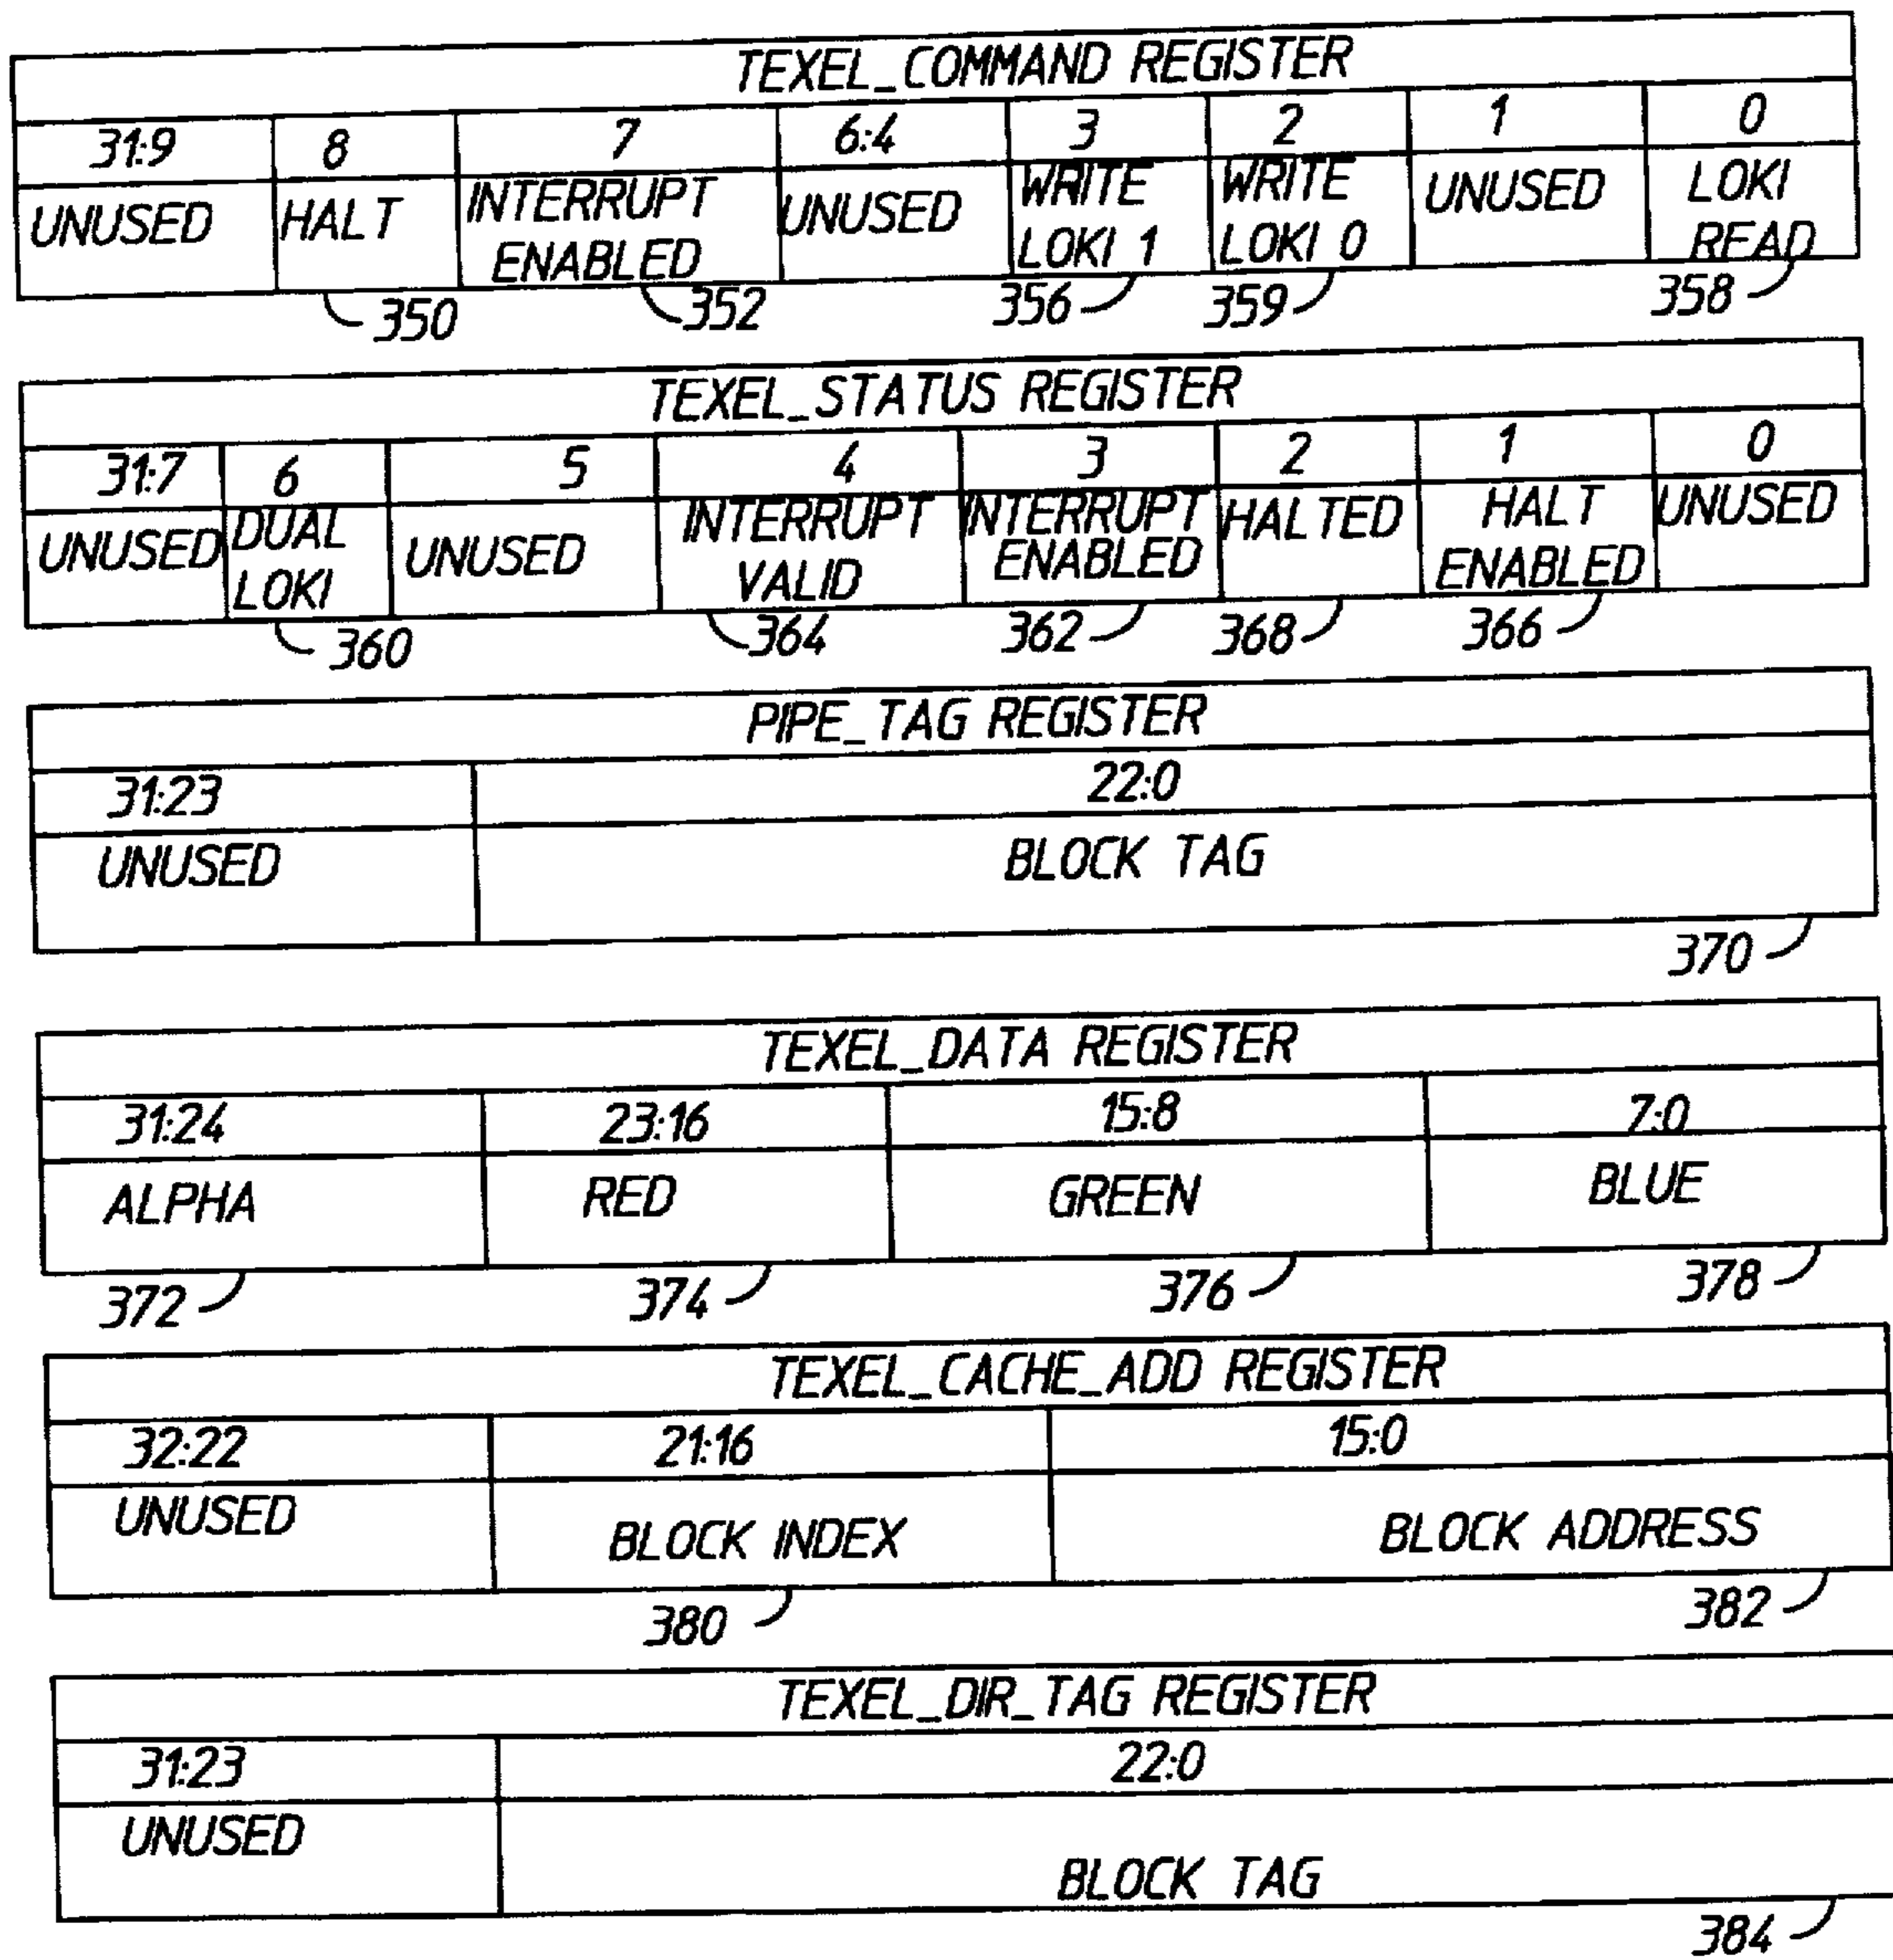 TEXEL_COMMAND REGISTER
31:9 8 7 6:4 3 2 1 0
UNUSED HALT INTERRUPT ENABLED UNUSED WRITE LOKI 1 WRITE LOKI 0 UNUSED LOKI READ
350 352 356 359 358
TEXEL_STATUS REGISTER
31:7 6 5 4 3 2 1 0
UNUSED DUAL LOKI UNUSED INTERRUPT VALID INTERRUPT ENABLED HALTED HALT ENABLED UNUSED
360 364 362 368 366
PIPE_TAG REGISTER
31:23 22:0
UNUSED BLOCK TAG
370
TEXEL_DATA REGISTER
31:24 23:16 15:8 7:0
ALPHA RED GREEN BLUE
372 374 376 378
TEXEL_CACHE_ADD REGISTER
32:22 21:16 15:0
UNUSED BLOCK INDEX BLOCK ADDRESS
380 382
TEXEL_DIR_TAG REGISTER
31:23 22:0
UNUSED BLOCK TAG
384